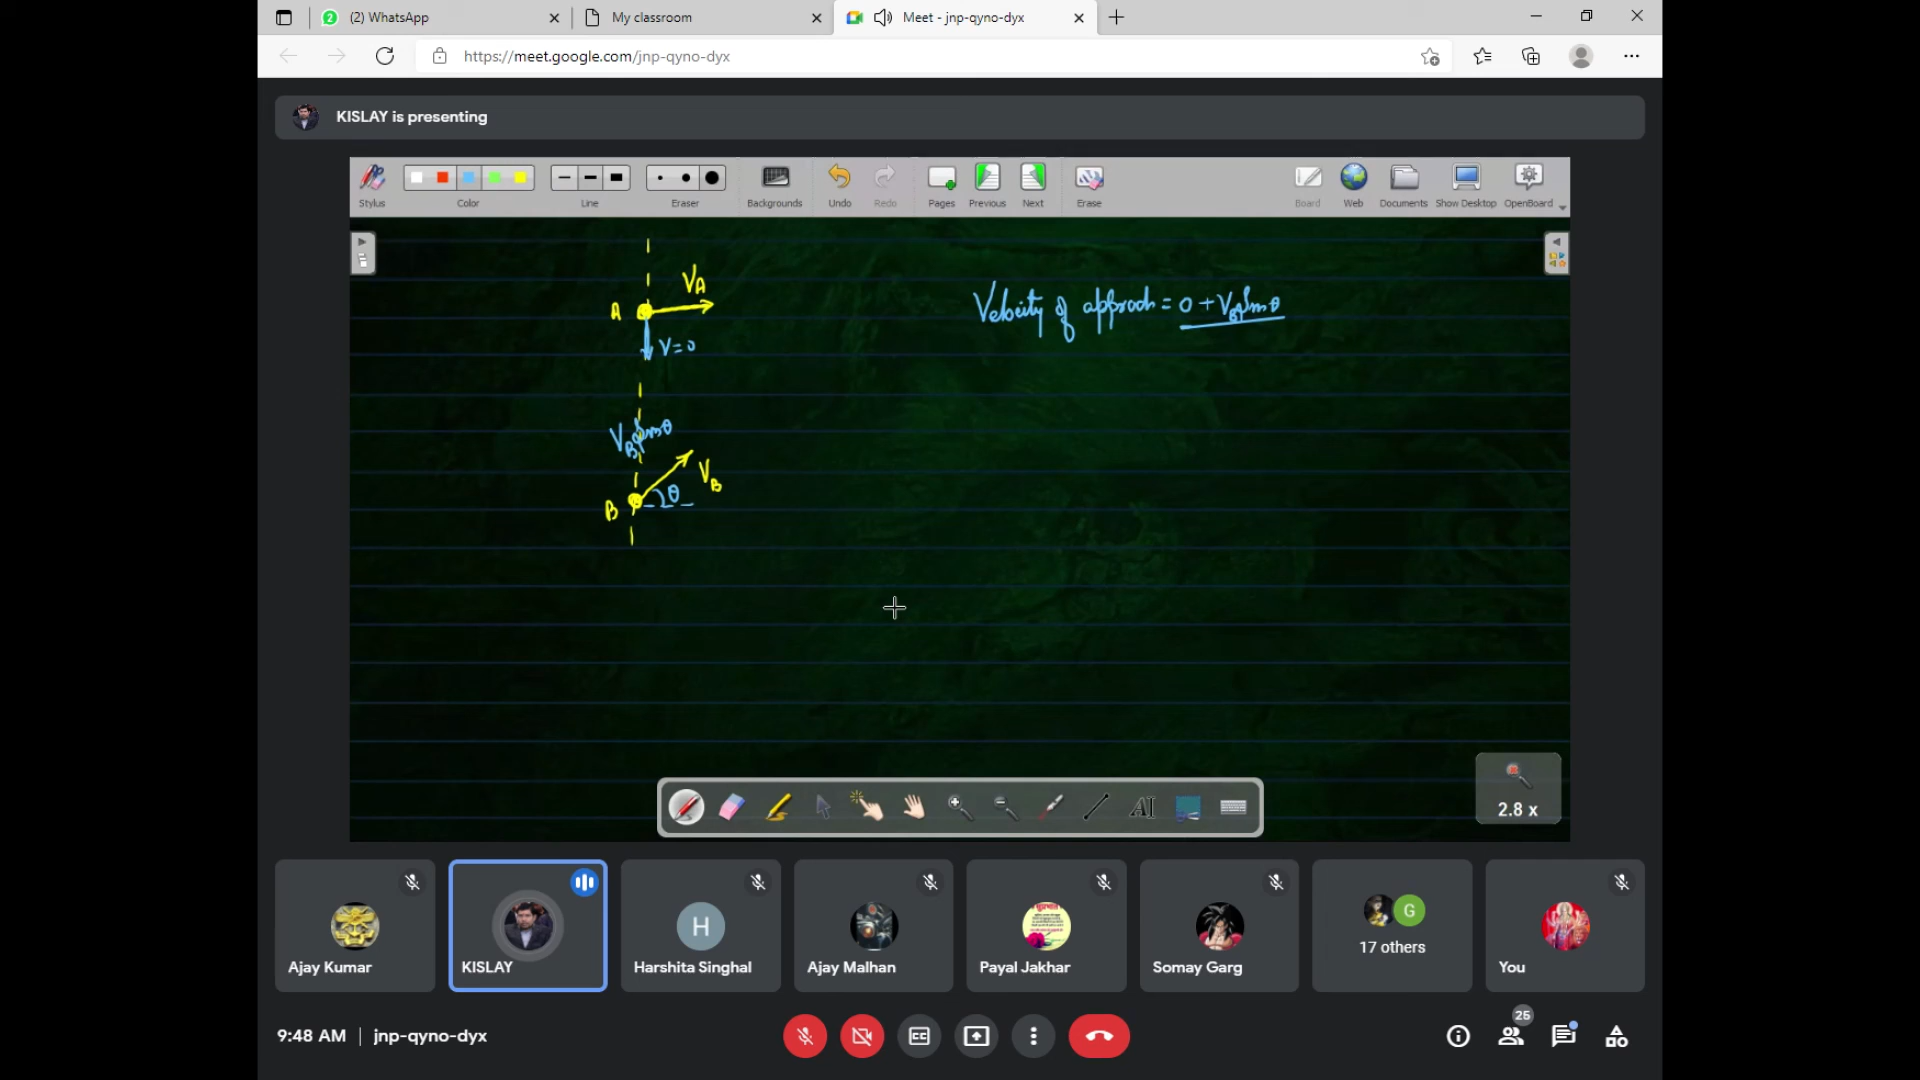 (2) WhatsApp
My classroom
Meet - jnp-qyno-dyx
https://meet.google.com/jnp-qyno-dyx
KISLAY is presenting
Stylus
Color
Line
Eraser
Backgrounds
Undo
Redo
Pages
Previous
Next
Erase
Board
Web
Documents
Show Desktop
OpenBoard
VA
A
V=0
Velocity of approach = 0 + VB sinθ
VB sinθ
VB
θ
B
AI
2.8 x
Ajay Kumar
KISLAY
H
Harshita Singhal
Ajay Malhan
Payal Jakhar
Somay Garg
G
17 others
You
9:48 AM | jnp-qyno-dyx
25